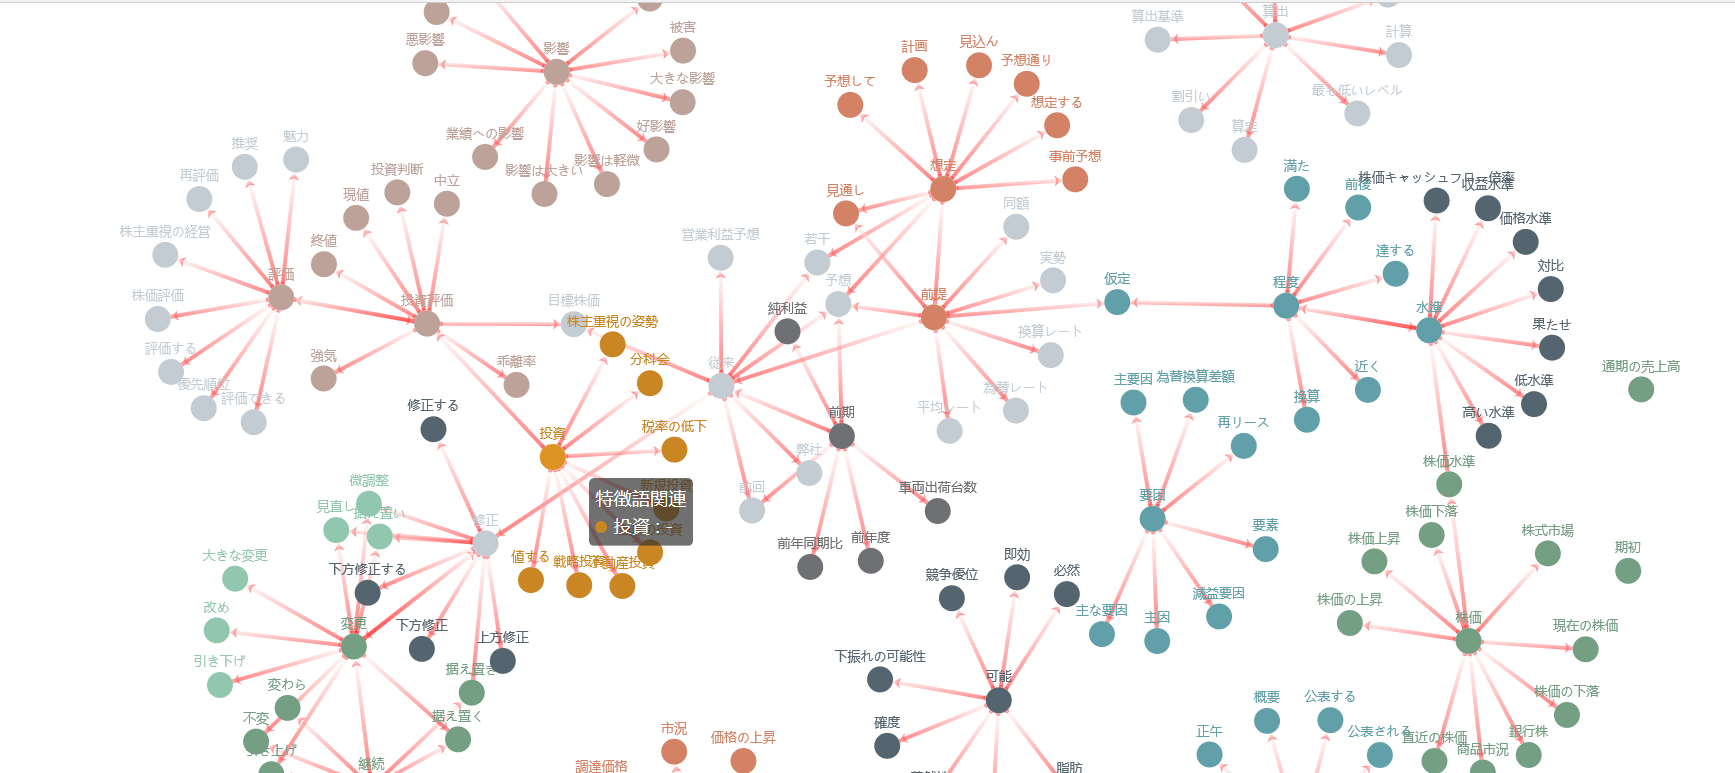 算出
算出基準
計算
割引い
最も低いレベル
算定
影響
悪影響
被害
大きな影響
業績への影響
好影響
影響は大きい
影響は軽微
計画
見込ん
予想通り
予想して
想定する
想定
事前予想
見通し
推奨
魅力
再評価
株主重視の経営
評価
株価評価
評価する
優先順位
評価できる
投資判断
現値
中立
終値
投資評価
強気
乖離率
目標株価
株主重視の姿勢
分科会
税率の低下
投資
値する
戦略投資
不動産投資
特徴語関連
投資 : -
営業利益予想
若干
予想
純利益
従来
同額
実勢
前提
換算レート
為替レート
平均レート
仮定
満た
前後
達する
程度
近く
換算
株価キャッシュフロー倍率
収益水準
価格水準
対比
水準
果たせ
低水準
高い水準
通期の売上高
前期
弊社
前回
車両出荷台数
前年同期比
前年度
主要因
為替換算差額
再リース
要因
要素
減益要因
主な要因
主因
修正する
微調整
見直し
据え置い
修正
大きな変更
下方修正する
改め
変更
下方修正
上方修正
引き下げ
据え置き
変わら
不変
据え置く
引き上げ
継続
即効
競争優位
必然
下振れの可能性
可能
確度
脂肪
市況
価格の上昇
調達価格
株価水準
株価下落
株価上昇
株式市場
期初
株価の上昇
株価
現在の株価
株価の下落
銀行株
直近の株価
商品市況
概要
公表する
正午
公表される